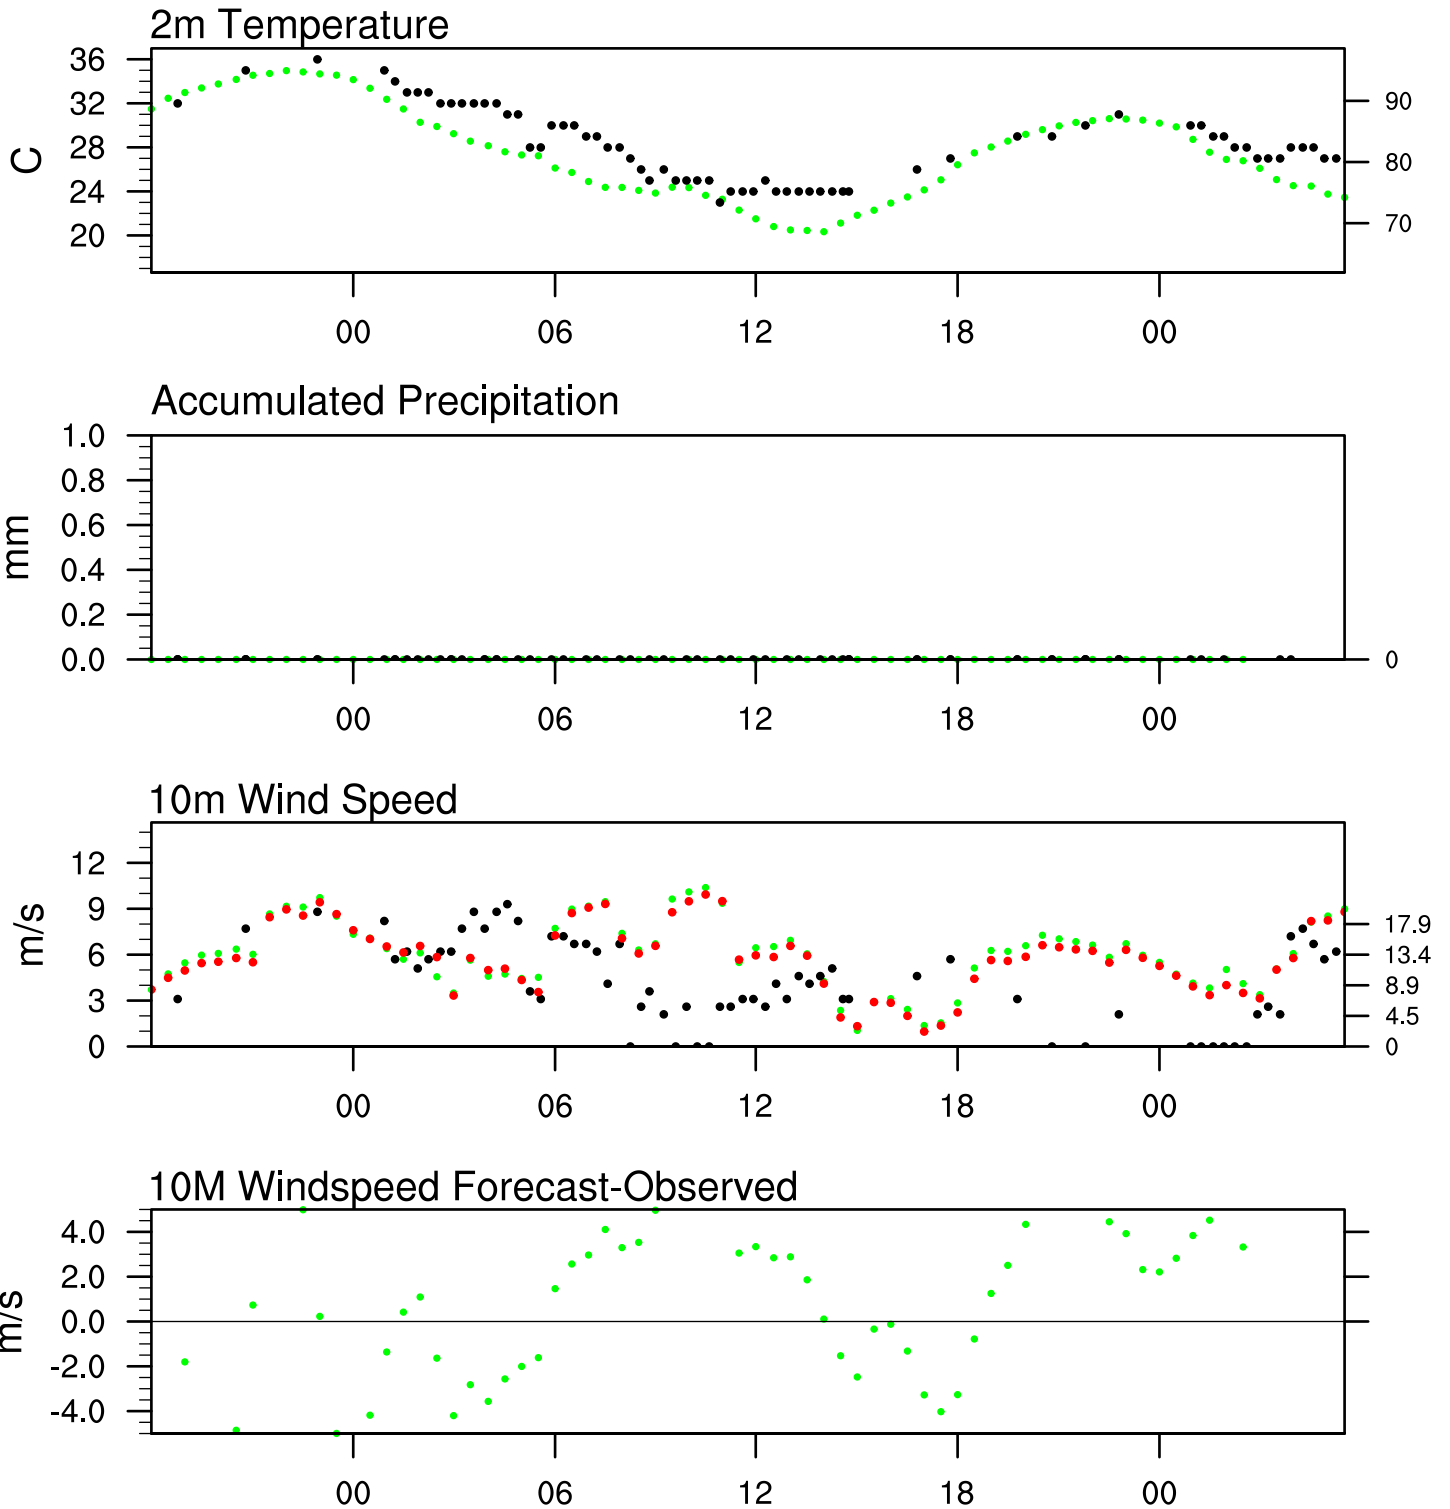 2m Temperature
36
32
28
24
20
C
90
80
70
00 06 12 18 00
Accumulated Precipitation
1.0
0.8
0.6
0.4
0.2
0.0
mm
0
00 06 12 18 00
10m Wind Speed
12
9
6
3
0
m/s
17.9
13.4
8.9
4.5
0
00 06 12 18 00
10M Windspeed Forecast-Observed
4.0
2.0
0.0
-2.0
-4.0
m/s
00 06 12 18 00